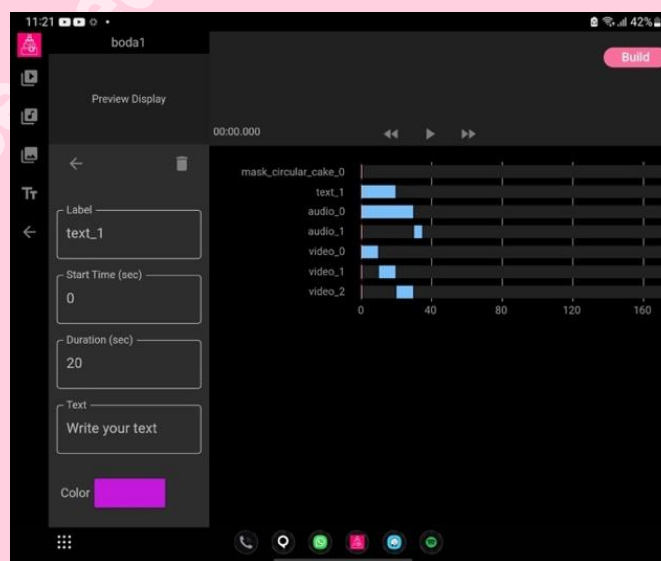 11:21
42%
boda1
Build
Preview Display
00:00.000
mask_circular_cake_0
text_1
audio_0
audio_1
video_0
video_1
video_2
0 40 80 120 160
Tт
Label
text_1
Start Time (sec)
0
Duration (sec)
20
Text
Write your text
Color